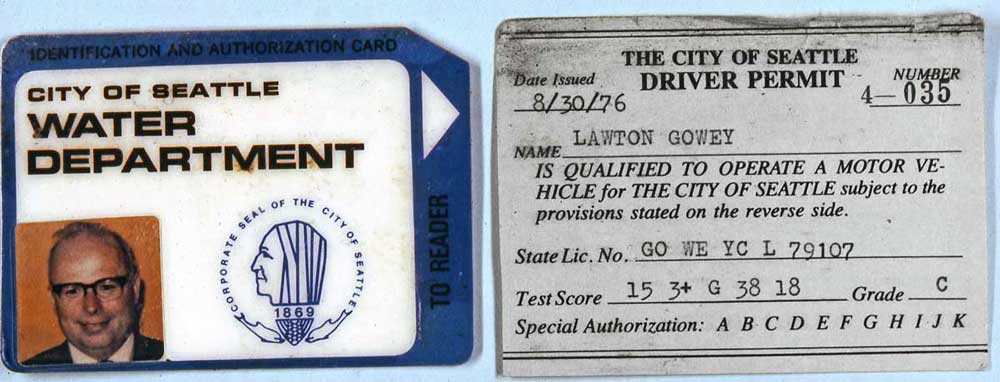 IDENTIFICATION AND AUTHORIZATION CARD
CITY OF SEATTLE
WATER
DEPARTMENT
CORPORATE SEAL OF THE CITY OF SEATTLE
1869
TO READER
THE CITY OF SEATTLE
Date Issued DRIVER PERMIT NUMBER
8/30/76 4-035
NAME LAWTON GOWEY
IS QUALIFIED TO OPERATE A MOTOR VE-
HICLE for THE CITY OF SEATTLE subject to the
provisions stated on the reverse side.
State Lic. No. GO WE YC L 79107
Test Score 15 3+ G 38 18 Grade C
Special Authorization: A B C D E F G H I J K